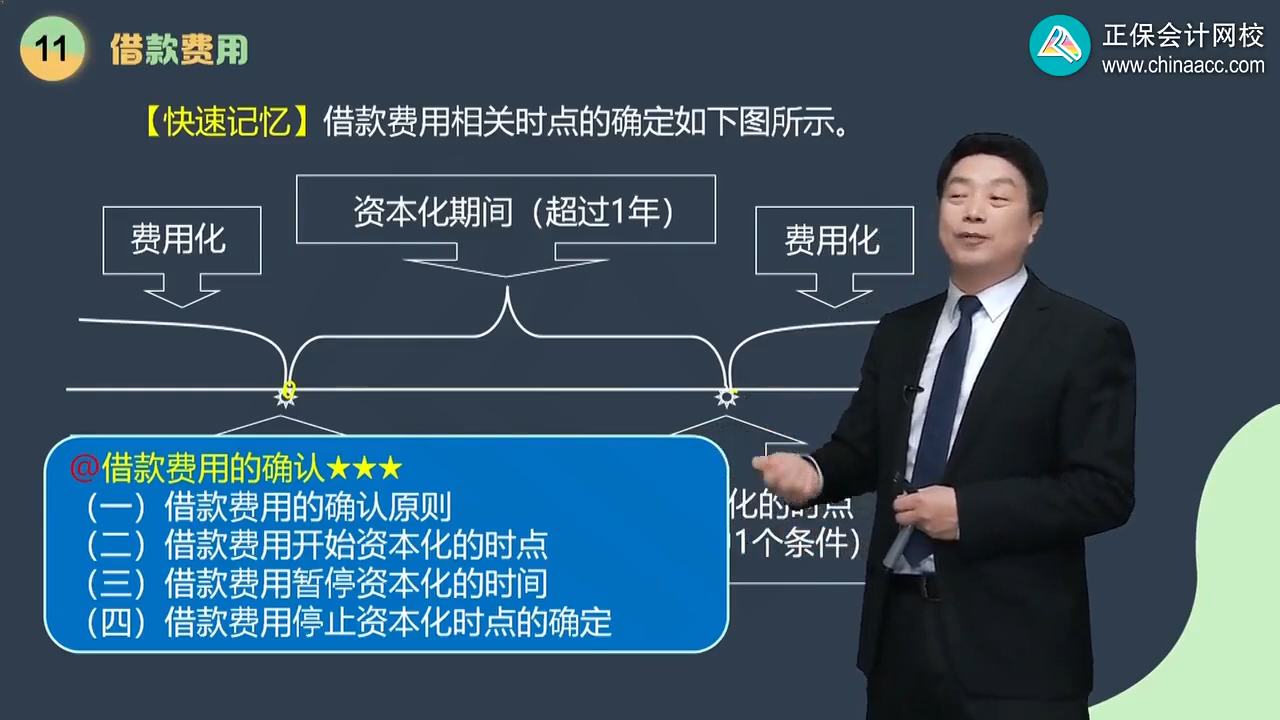 11
借款费用
正保会计网校
www.chinaacc.com
【快速记忆】借款费用相关时点的确定如下图所示。
费用化
资本化期间（超过1年）
费用化
@借款费用的确认★★★
（一）借款费用的确认原则
（二）借款费用开始资本化的时点
（三）借款费用暂停资本化的时间
（四）借款费用停止资本化时点的确定
化的时点
1个条件）